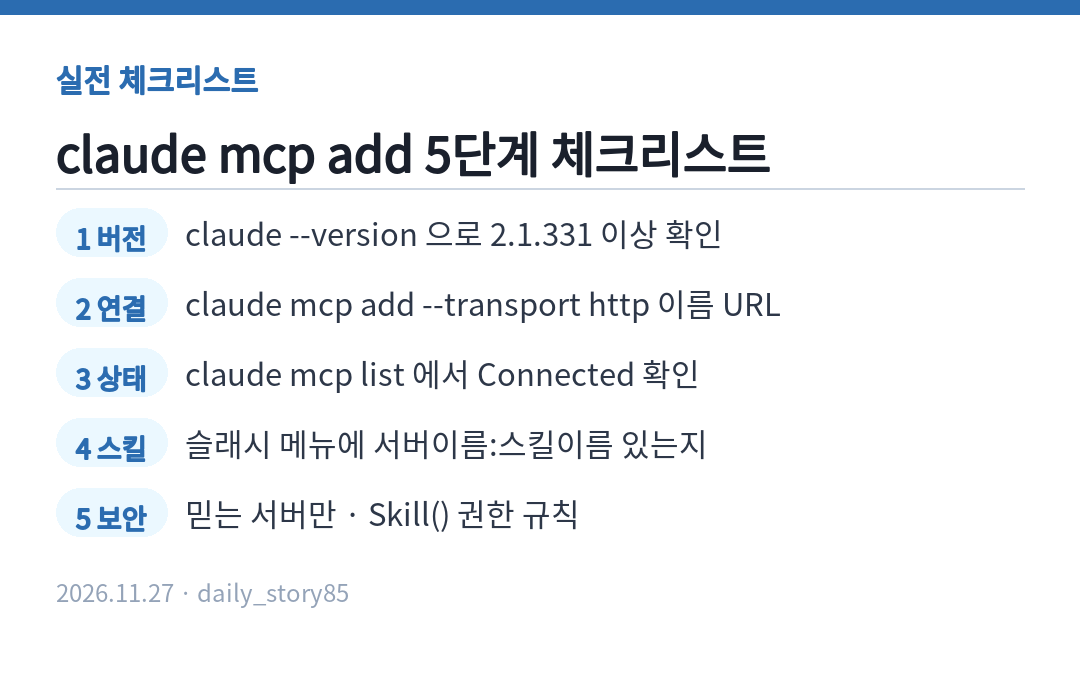 실전 체크리스트
claude mcp add 5단계 체크리스트
1 버전 claude --version 으로 2.1.331 이상 확인
2 연결 claude mcp add --transport http 이름 URL
3 상태 claude mcp list 에서 Connected 확인
4 스킬 슬래시 메뉴에 서버이름:스킬이름 있는지
5 보안 믿는 서버만 · Skill() 권한 규칙
2026.11.27 · daily_story85